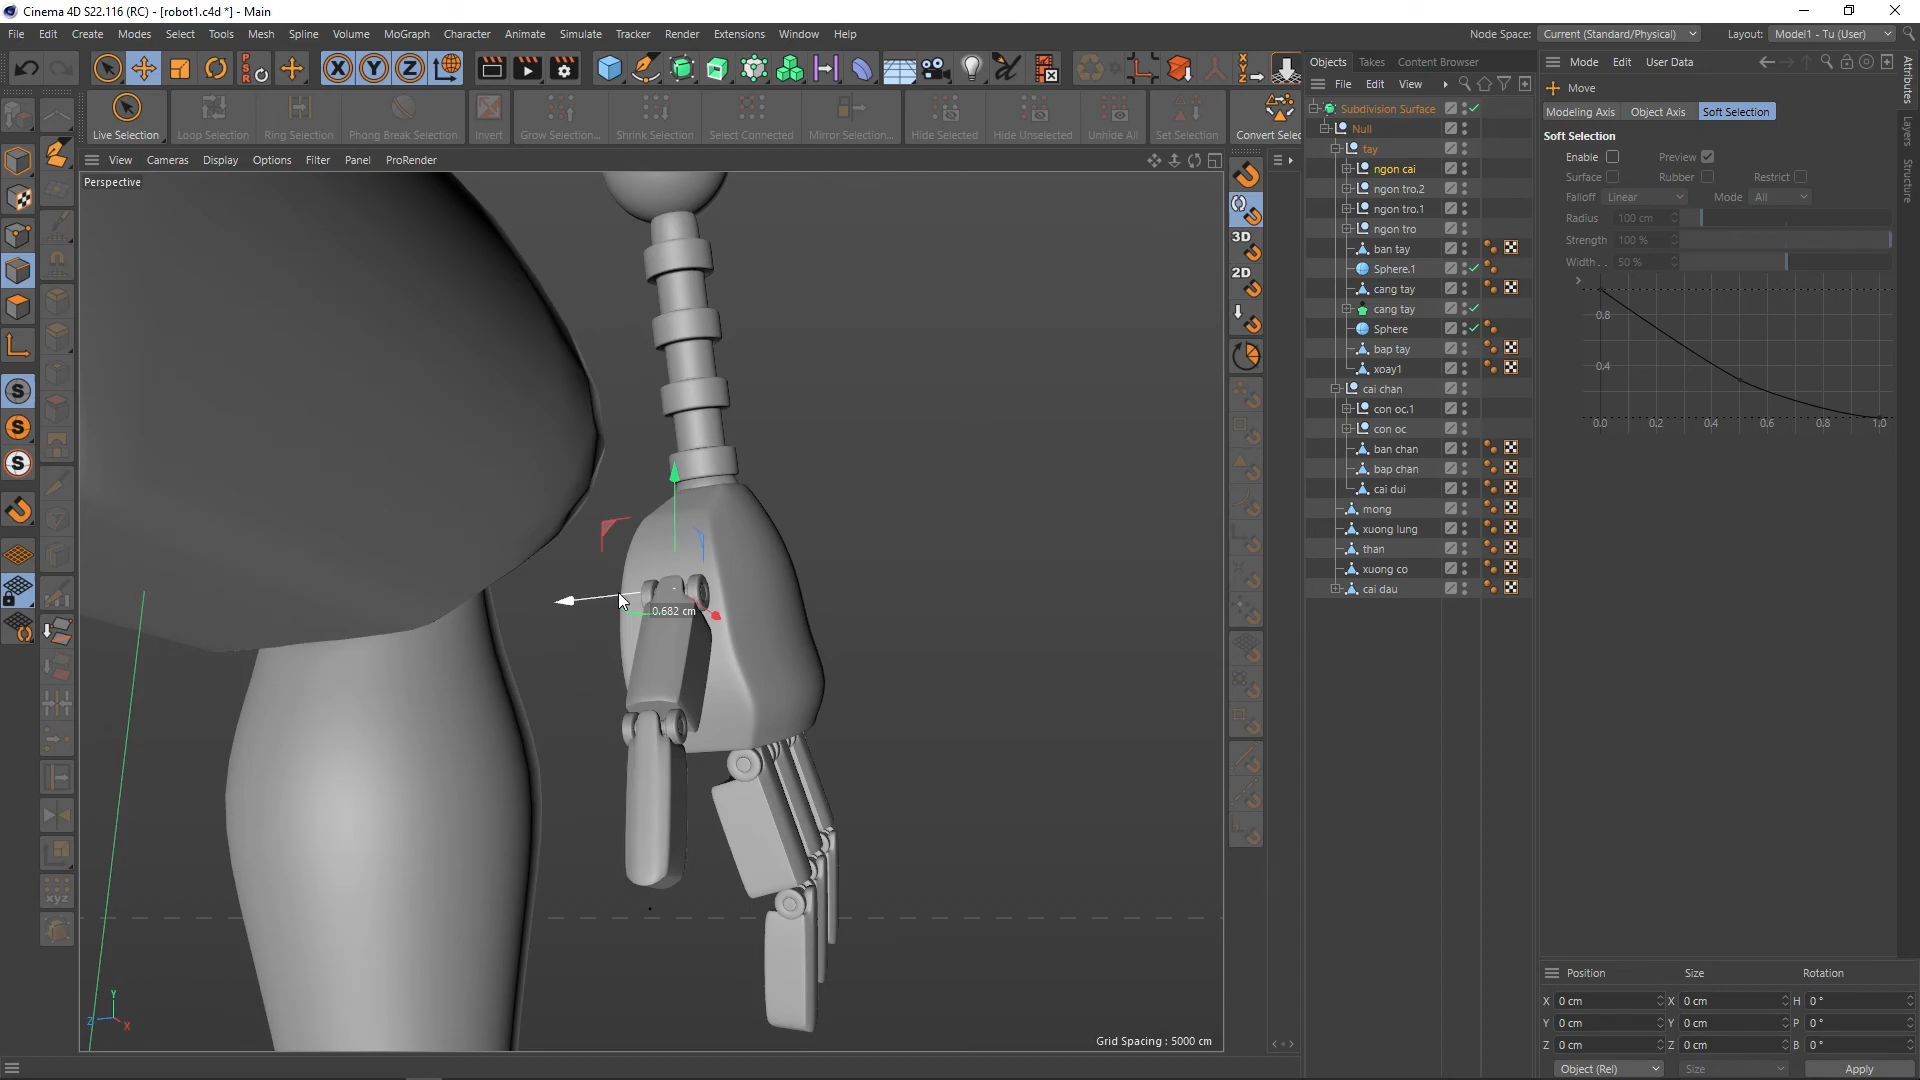 Cinema 4D S22.116 (RC) - [robot1.c4d *] - Main
File Edit Create Modes Select Spline Tools Mesh Spline Volume MoGraph Character Animate Simulate Tracker Render Extensions Window Help
Node Space: Current (Standard/Physical) Layout: Model1 - Tu (User)
PSR X Y Z
Objects Takes Content Browser
Mode Edit User Data
File Edit View
Move
Live Selection Loop Selection Ring Selection Phong Break Selection Invert Grow Selection... Shrink Selection Select Connected Mirror Selection... Hide Selected Hide Unselected Unhide All Set Selection Convert Selec
Modeling Axis Object Axis Soft Selection
Soft Selection
Enable Preview
Surface Rubber Restrict
Falloff Linear Mode All
Radius 100 cm
Strength 100 %
Width . . 50 %
0.8
0.4
0.0 0.2 0.4 0.6 0.8 1.0
Attributes
Layers
Structure
View Cameras Display Options Filter Panel ProRender
Perspective
3D
2D
S
S
S
xyz
Subdivision Surface
Null
tay
ngon cai
ngon tro.2
ngon tro.1
ngon tro
ban tay
Sphere.1
cang tay
cang tay
Sphere
bap tay
xoay1
cai chan
con oc.1
con oc
ban chan
bap chan
cai dui
mong
xuong lung
than
xuong co
cai dau
0.682 cm
Y
Z X
Grid Spacing : 5000 cm
Position Size Rotation
X 0 cm X 0 cm H 0 °
Y 0 cm Y 0 cm P 0 °
Z 0 cm Z 0 cm B 0 °
Object (Rel) Size Apply